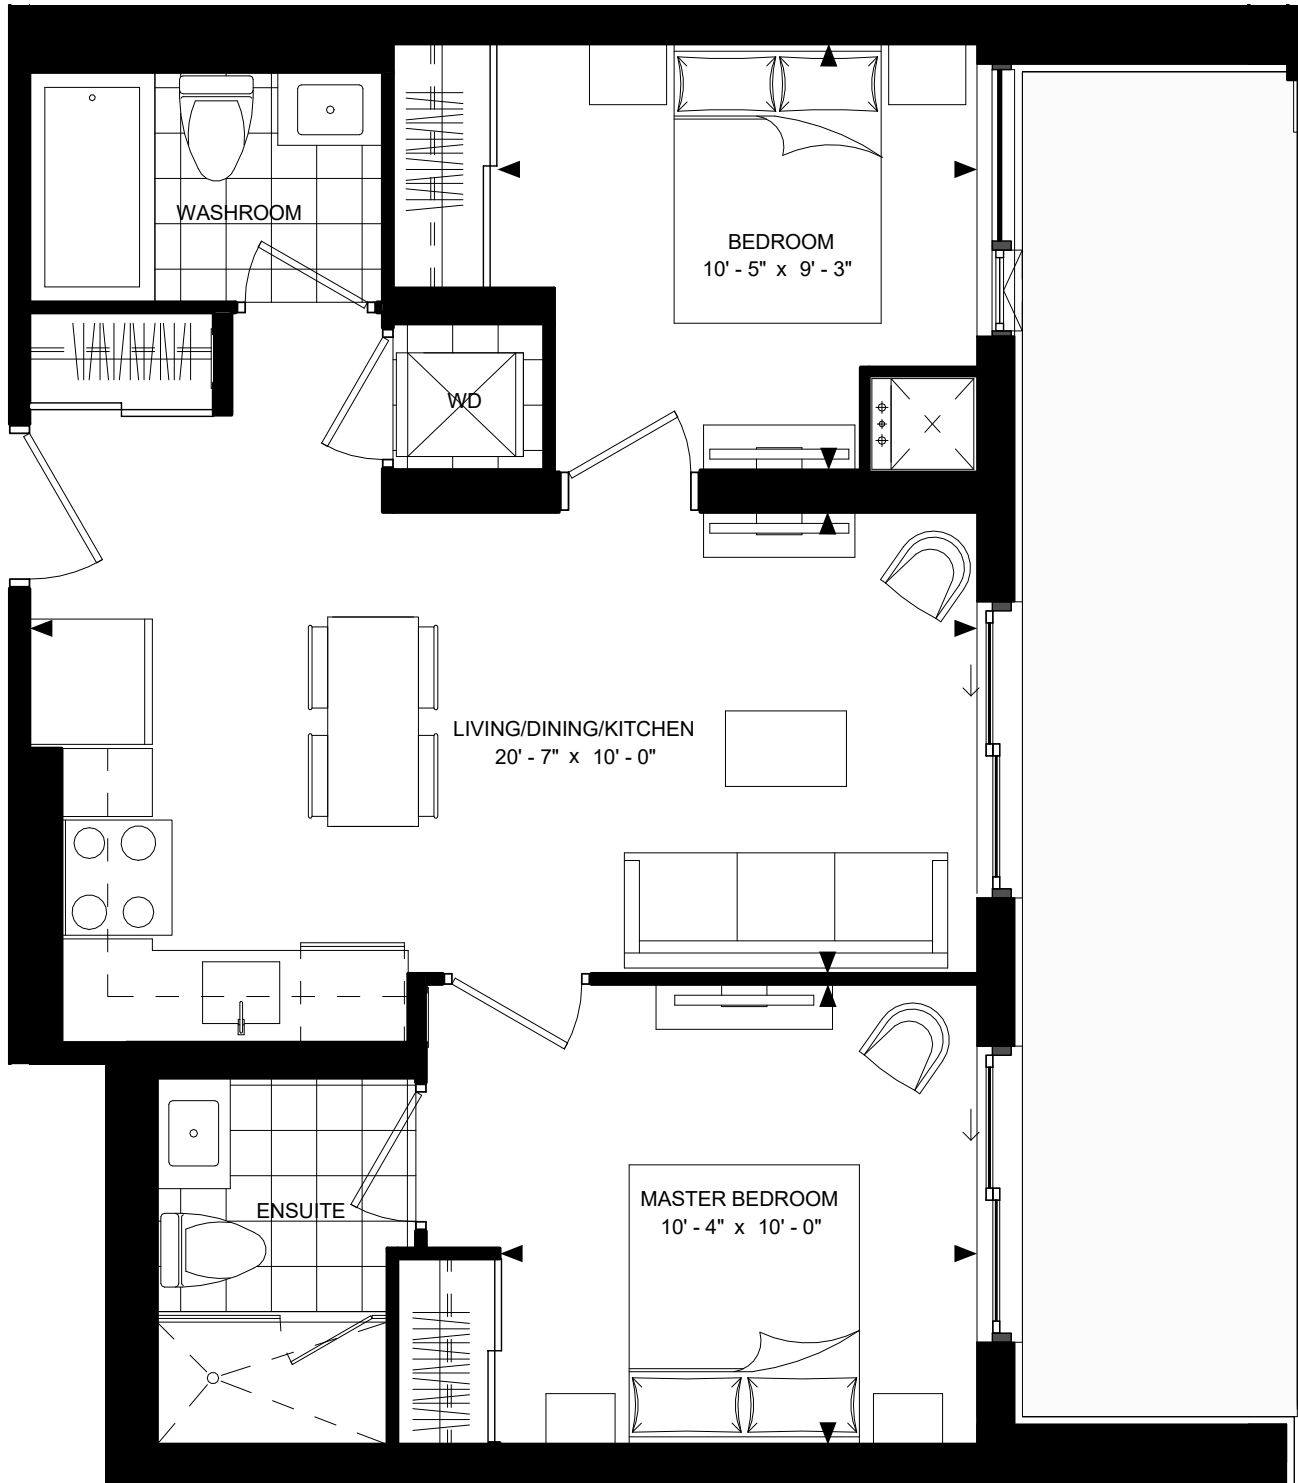 WASHROOM
BEDROOM
10' - 5" x 9' - 3"
WD
LIVING/DINING/KITCHEN
20' - 7" x 10' - 0"
MASTER BEDROOM
10' - 4" x 10' - 0"
ENSUITE